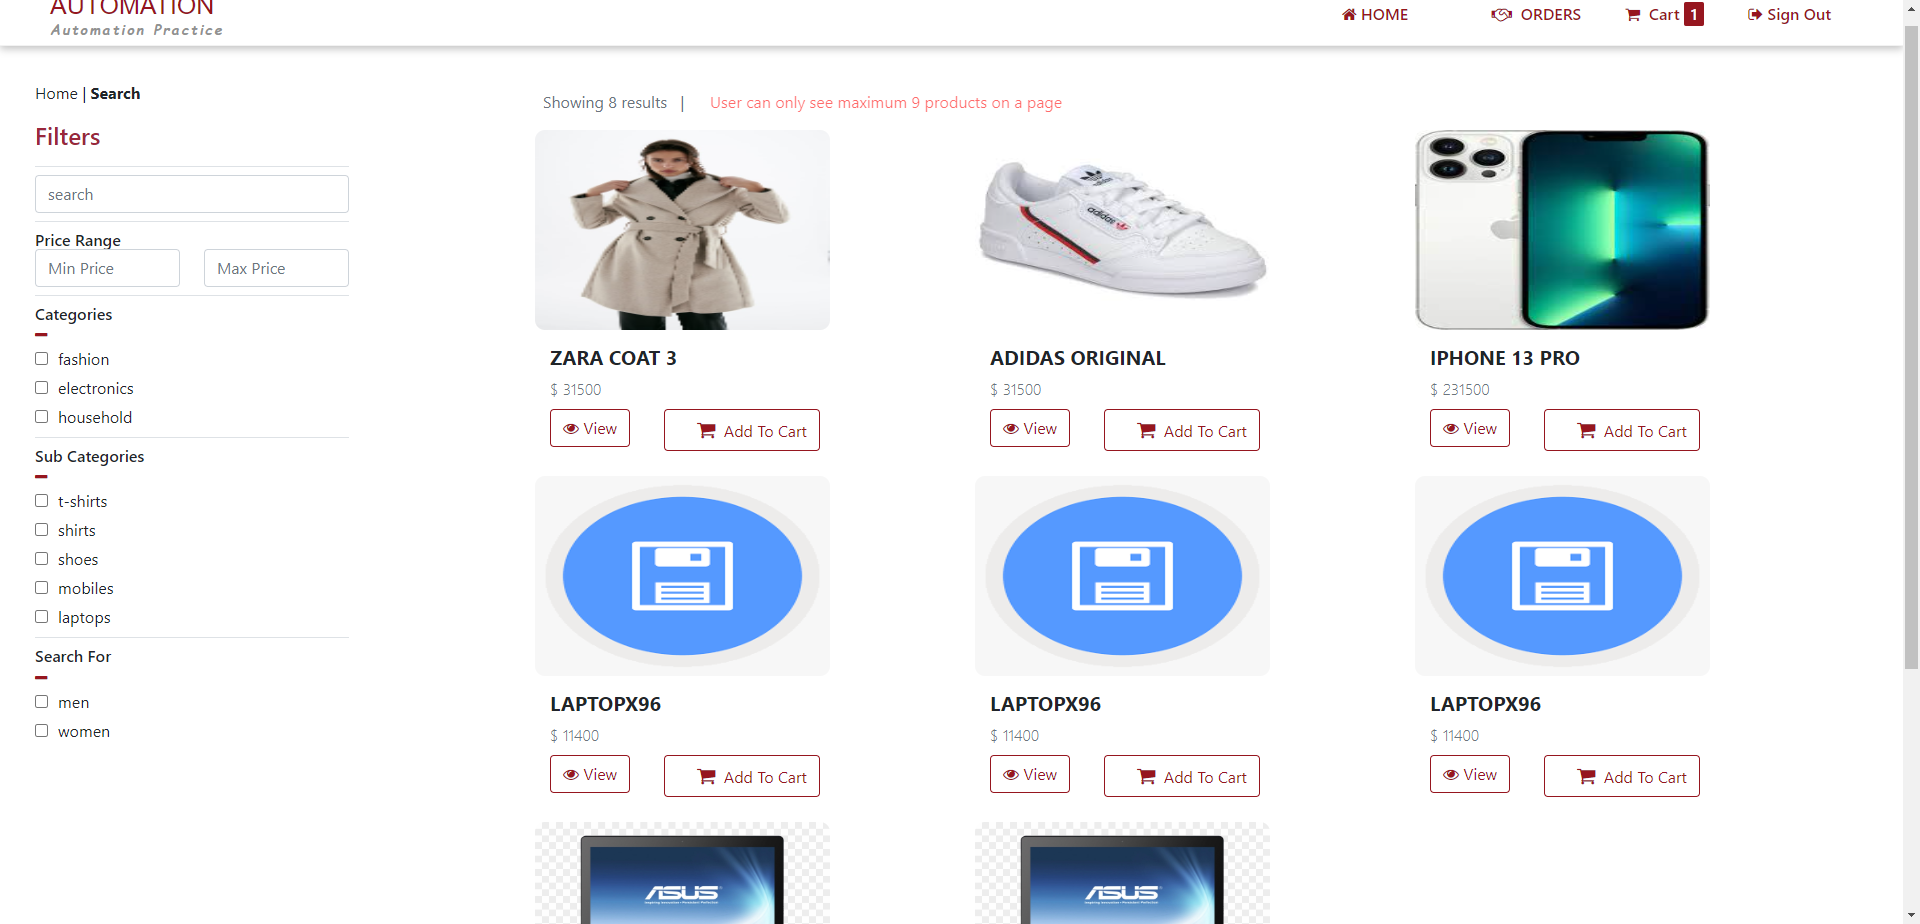 AUTOMATION
Automation Practice
HOME
ORDERS
Cart 1
Sign Out
Home | Search
Filters
search
Price Range
Min Price
Max Price
Categories
fashion
electronics
household
Sub Categories
t-shirts
shirts
shoes
mobiles
laptops
Search For
men
women
Showing 8 results |
User can only see maximum 9 products on a page
adidas
ZARA COAT 3
$ 31500
View
Add To Cart
ADIDAS ORIGINAL
$ 31500
View
Add To Cart
IPHONE 13 PRO
$ 231500
View
Add To Cart
LAPTOPX96
$ 11400
View
Add To Cart
LAPTOPX96
$ 11400
View
Add To Cart
LAPTOPX96
$ 11400
View
Add To Cart
ASUS
ASUS